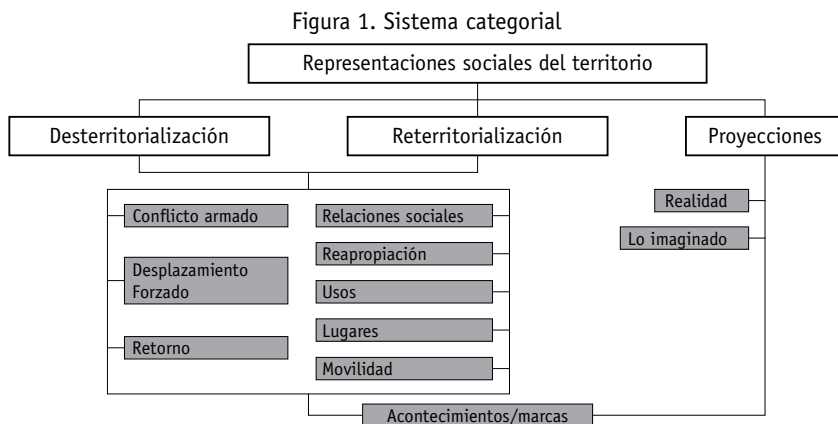 Figura 1. Sistema categorial
Representaciones sociales del territorio
Desterritorialización
Reterritorialización
Proyecciones
Conflicto armado
Desplazamiento
Forzado
Retorno
Relaciones sociales
Reapropiación
Usos
Lugares
Movilidad
Realidad
Lo imaginado
Acontecimientos/marcas